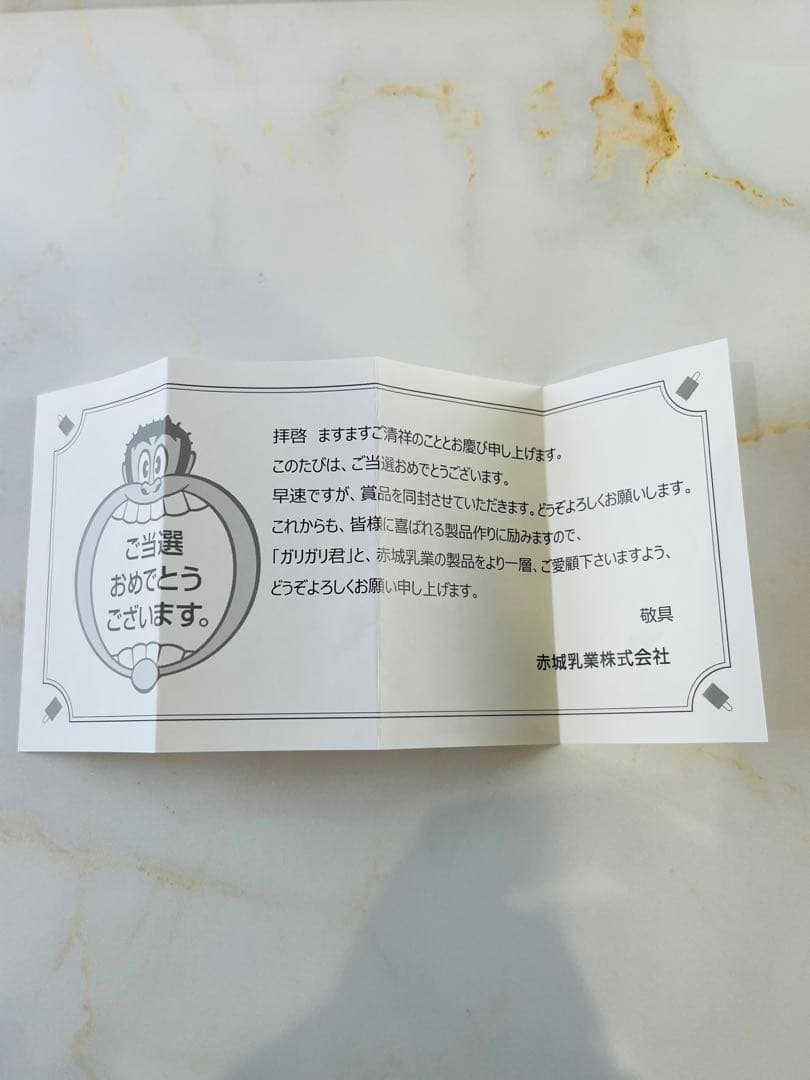 ご当選
おめでとう
ございます。
拝啓 ますますご清祥のこととお慶び申し上げます。
このたびは、ご当選おめでとうございます。
早速ですが、賞品を同封させていただきます。どうぞよろしくお願いします。
これからも、皆様に喜ばれる製品作りに励みますので、
「ガリガリ君」と、赤城乳業の製品をより一層、ご愛顧下さいますよう、
どうぞよろしくお願い申し上げます。
敬具
赤城乳業株式会社